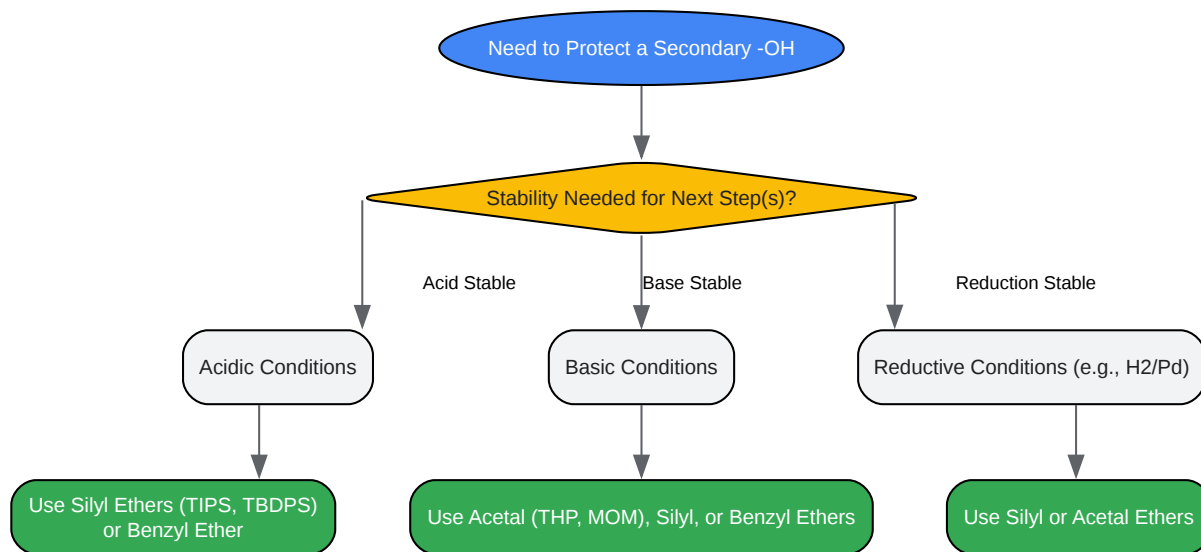 Need to Protect a Secondary -OH
Stability Needed for Next Step(s)?
Acid Stable
Base Stable
Reduction Stable
Acidic Conditions
Basic Conditions
Reductive Conditions (e.g., H2/Pd)
Use Silyl Ethers (TIPS, TBDPS)
or Benzyl Ether
Use Acetal (THP, MOM), Silyl, or Benzyl Ethers
Use Silyl or Acetal Ethers